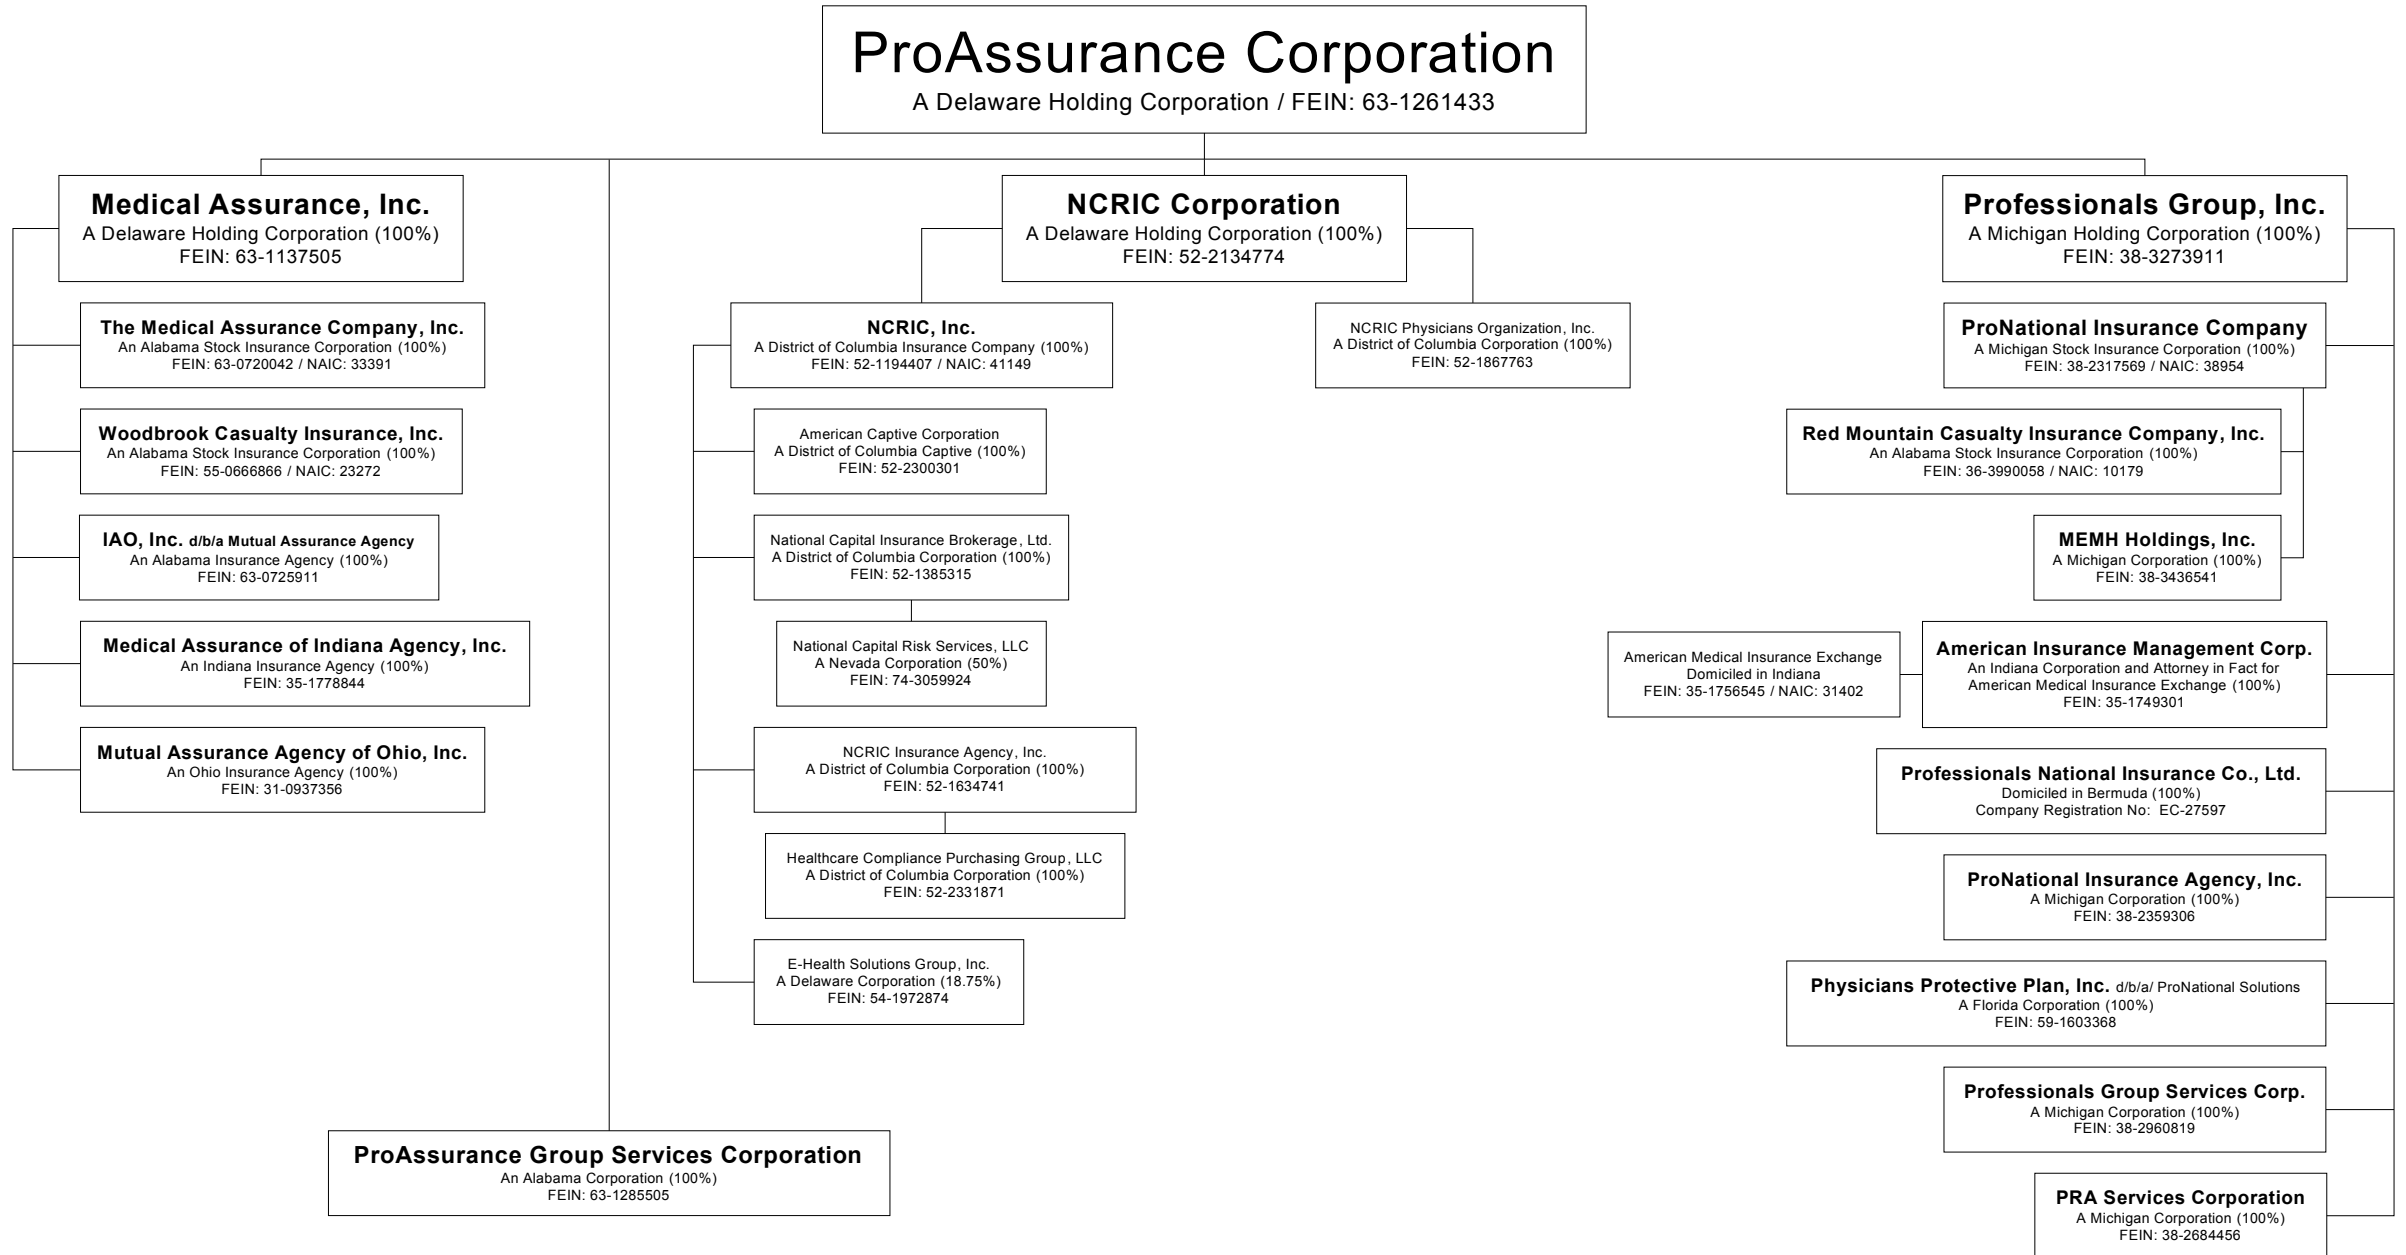 ProAssurance Corporation
A Delaware Holding Corporation / FEIN: 63-1261433
Medical Assurance, Inc.
A Delaware Holding Corporation (100%)
FEIN: 63-1137505
The Medical Assurance Company, Inc.
An Alabama Stock Insurance Corporation (100%)
FEIN: 63-0720042 / NAIC: 33391
Woodbrook Casualty Insurance, Inc.
An Alabama Stock Insurance Corporation (100%)
FEIN: 55-0666866 / NAIC: 23272
IAO, Inc. d/b/a Mutual Assurance Agency
An Alabama Insurance Agency (100%)
FEIN: 63-0725911
Medical Assurance of Indiana Agency, Inc.
An Indiana Insurance Agency (100%)
FEIN: 35-1778844
Mutual Assurance Agency of Ohio, Inc.
An Ohio Insurance Agency (100%)
FEIN: 31-0937356
ProAssurance Group Services Corporation
An Alabama Corporation (100%)
FEIN: 63-1285505
NCRIC Corporation
A Delaware Holding Corporation (100%)
FEIN: 52-2134774
NCRIC, Inc.
A District of Columbia Insurance Company (100%)
FEIN: 52-1194407 / NAIC: 41149
American Captive Corporation
A District of Columbia Captive (100%)
FEIN: 52-2300301
National Capital Insurance Brokerage, Ltd.
A District of Columbia Corporation (100%)
FEIN: 52-1385315
National Capital Risk Services, LLC
A Nevada Corporation (50%)
FEIN: 74-3059924
NCRIC Insurance Agency, Inc.
A District of Columbia Corporation (100%)
FEIN: 52-1634741
Healthcare Compliance Purchasing Group, LLC
A District of Columbia Corporation (100%)
FEIN: 52-2331871
E-Health Solutions Group, Inc.
A Delaware Corporation (18.75%)
FEIN: 54-1972874
NCRIC Physicians Organization, Inc.
A District of Columbia Corporation (100%)
FEIN: 52-1867763
Professionals Group, Inc.
A Michigan Holding Corporation (100%)
FEIN: 38-3273911
ProNational Insurance Company
A Michigan Stock Insurance Corporation (100%)
FEIN: 38-2317569 / NAIC: 38954
Red Mountain Casualty Insurance Company, Inc.
An Alabama Stock Insurance Corporation (100%)
FEIN: 36-3990058 / NAIC: 10179
MEMH Holdings, Inc.
A Michigan Corporation (100%)
FEIN: 38-3436541
American Medical Insurance Exchange
Domiciled in Indiana
FEIN: 35-1756545 / NAIC: 31402
American Insurance Management Corp.
An Indiana Corporation and Attorney in Fact for
American Medical Insurance Exchange (100%)
FEIN: 35-1749301
Professionals National Insurance Co., Ltd.
Domiciled in Bermuda (100%)
Company Registration No: EC-27597
ProNational Insurance Agency, Inc.
A Michigan Corporation (100%)
FEIN: 38-2359306
Physicians Protective Plan, Inc. d/b/a/ ProNational Solutions
A Florida Corporation (100%)
FEIN: 59-1603368
Professionals Group Services Corp.
A Michigan Corporation (100%)
FEIN: 38-2960819
PRA Services Corporation
A Michigan Corporation (100%)
FEIN: 38-2684456